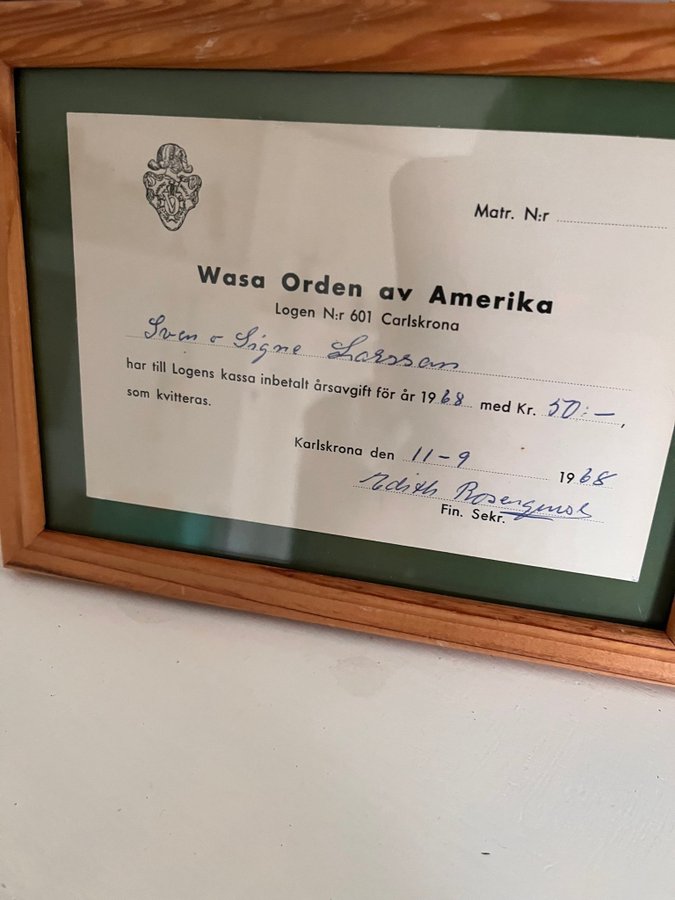 Matr. N:r
Wasa Orden av Amerika
Logen N:r 601 Carlskrona
Sven o Signe Larsson
har till Logens kassa inbetalt årsavgift för år 1968 med Kr. 50:—,
som kvitteras.
Karlskrona den 11-9 1968
Edith
Fin. Sekr.